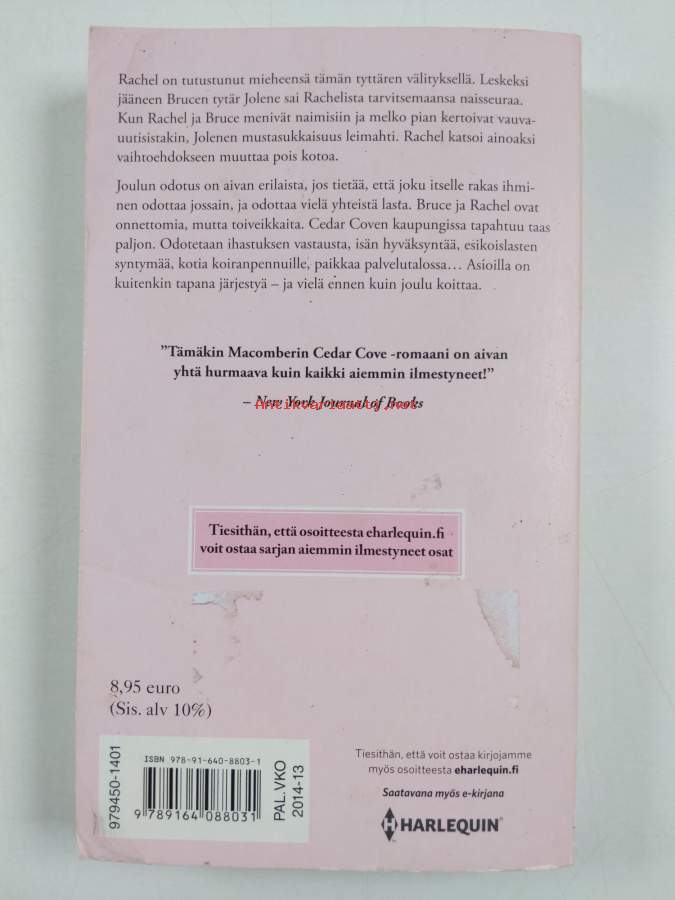 Rachel on tutustunut mieheensä tämän tyttären välityksellä. Leskeksi
jääneen Brucen tytär Jolene sai Rachelista tarvitsemaansa naisseuraa.
Kun Rachel ja Bruce menivät naimisiin ja melko pian kertoivat vauva-
uutisistakin, Jolenen mustasukkaisuus leimahti. Rachel katsoi ainoaksi
vaihtoehdokseen muuttaa pois kotoa.
Joulun odotus on aivan erilaista, jos tietää, että joku itselle rakas ihmi-
nen odottaa jossain, ja odottaa vielä yhteistä lasta. Bruce ja Rachel ovat
onnettomia, mutta toiveikkaita. Cedar Coven kaupungissa tapahtuu taas
paljon. Odotetaan ihastuksen vastausta, isän hyväksyntää, esikoislasten
syntymää, kotia koiranpennuille, paikkaa palvelutalossa… Asioilla on
kuitenkin tapana järjestyä – ja vielä ennen kuin joulu koittaa.
”Tämäkin Macomberin Cedar Cove -romaani on aivan
yhtä hurmaava kuin kaikki aiemmin ilmestyneet!”
– New York Journal of Books
Antikvariaatti.net
Tiesithän, että osoitteesta eharlequin.fi
voit ostaa sarjan aiemmin ilmestyneet osat
8,95 euro
(Sis. alv 10%)
979450-1401
ISBN 978-91-640-8803-1
9 789164 088031
PAL.VKO
2014-13
Tiesithän, että voit ostaa kirjojamme
myös osoitteesta eharlequin.fi
Saatavana myös e-kirjana
HARLEQUIN®